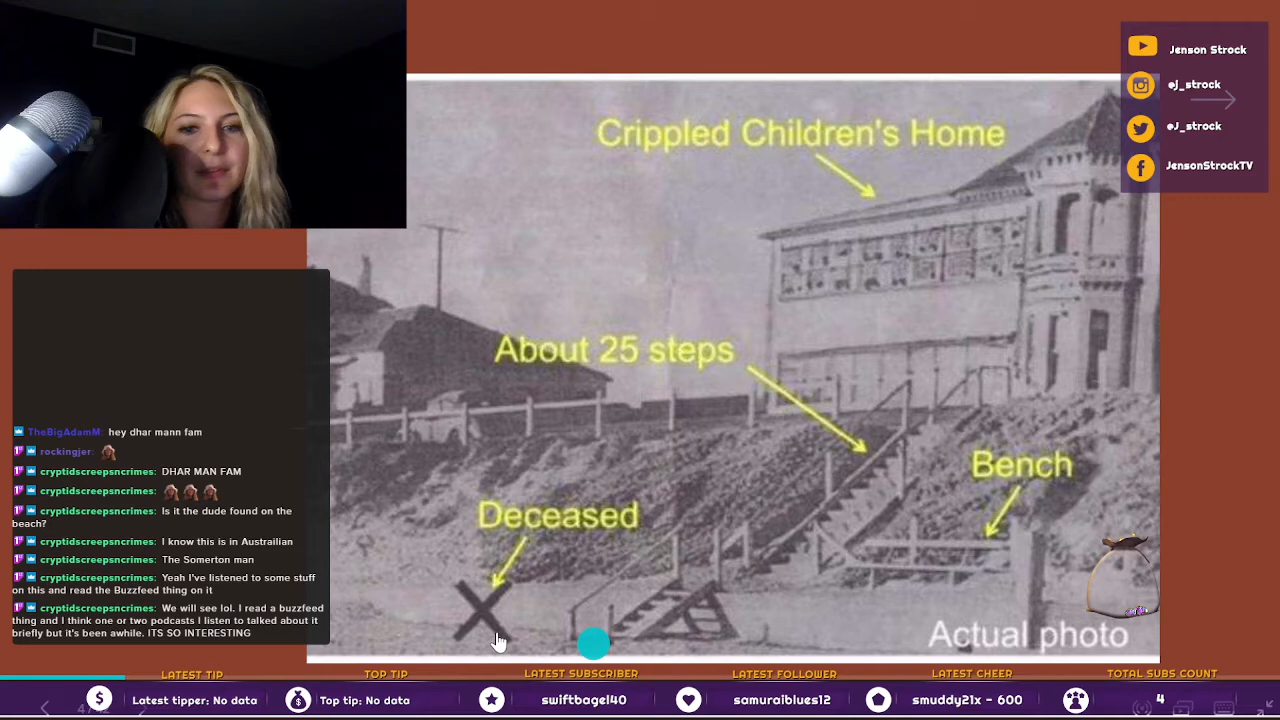 Jenson Strock
@J_strock
@J_strock
JensonStrockTV
Crippled Children's Home
About 25 steps
Bench
Deceased
Actual photo
TheBigAdamM: hey dhar mann fam
rockingjer:
cryptidscreepsncrimes: DHAR MAN FAM
cryptidscreepsncrimes:
cryptidscreepsncrimes: Is it the dude found on the
beach?
cryptidscreepsncrimes: I know this is in Austrailian
cryptidscreepsncrimes: The Somerton man
cryptidscreepsncrimes: Yeah I've listened to some stuff
on this and read the Buzzfeed thing on it
cryptidscreepsncrimes: We will see lol. I read a buzzfeed
thing and I think one or two podcasts I listen to talked about it
briefly but it's been awhile. ITS SO INTERESTING
LATEST TIP TOP TIP LATEST SUBSCRIBER LATEST FOLLOWER LATEST CHEER TOTAL SUBS COUNT
Latest tipper: No data Top tip: No data swiftbagel40 samuraiblues12 smuddy21x - 600 4